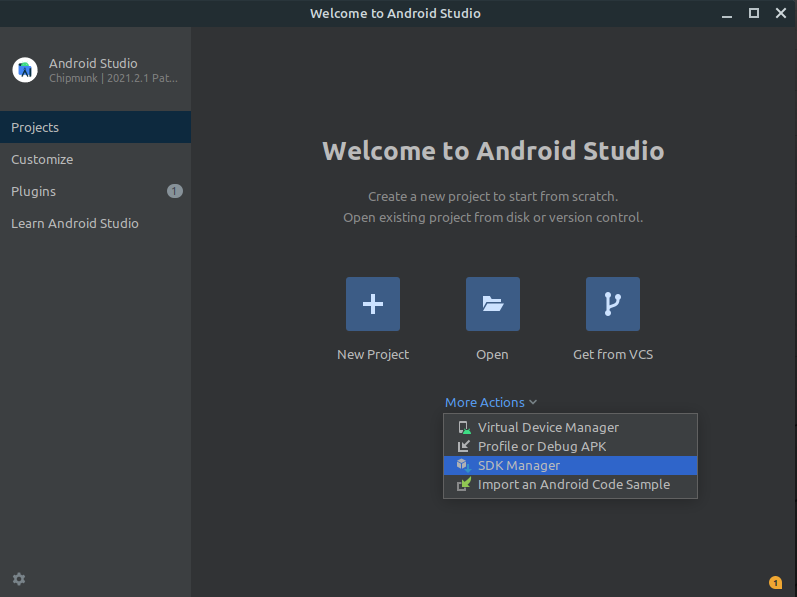 Welcome to Android Studio
Android Studio
Chipmunk | 2021.2.1 Pat...
Projects
Customize
Plugins
1
Learn Android Studio
Welcome to Android Studio
Create a new project to start from scratch.
Open existing project from disk or version control.
New Project
Open
Get from VCS
More Actions
Virtual Device Manager
Profile or Debug APK
SDK Manager
Import an Android Code Sample
1